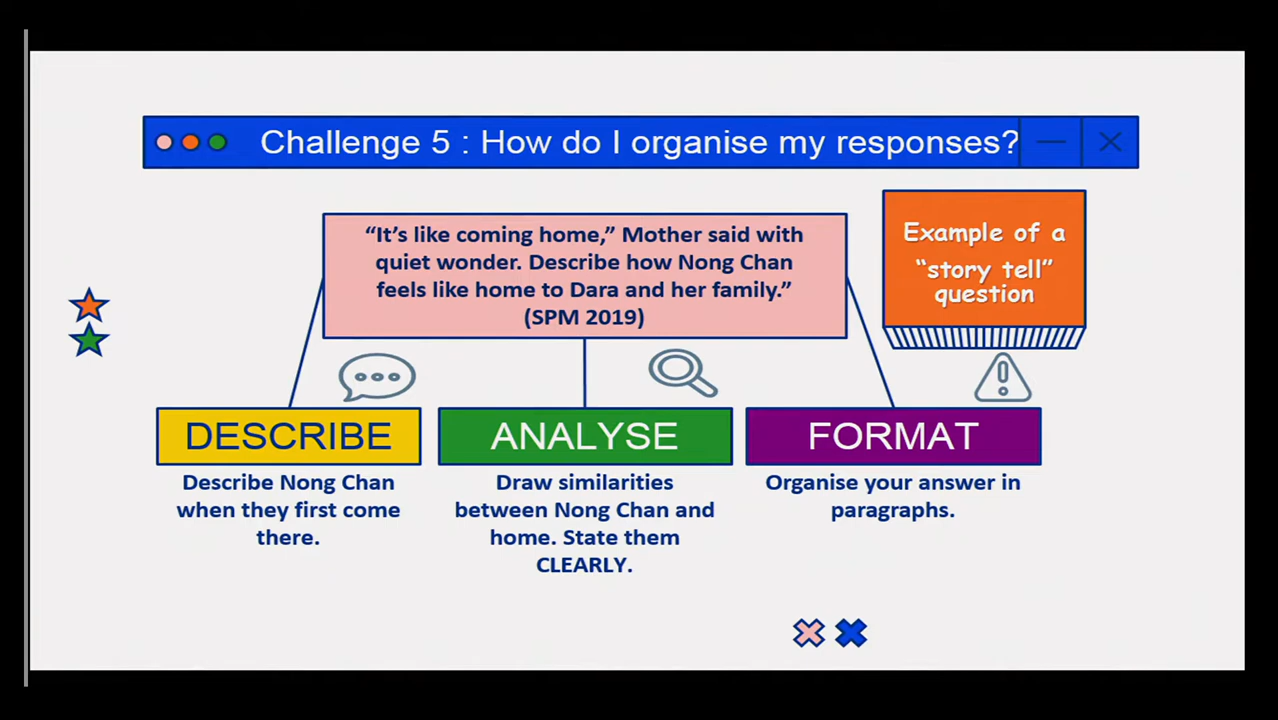 Challenge 5 : How do I organise my responses?
“It’s like coming home,” Mother said with
quiet wonder. Describe how Nong Chan
feels like home to Dara and her family.”
(SPM 2019)
Example of a
“story tell”
question
DESCRIBE
Describe Nong Chan
when they first come
there.
ANALYSE
Draw similarities
between Nong Chan and
home. State them
CLEARLY.
FORMAT
Organise your answer in
paragraphs.